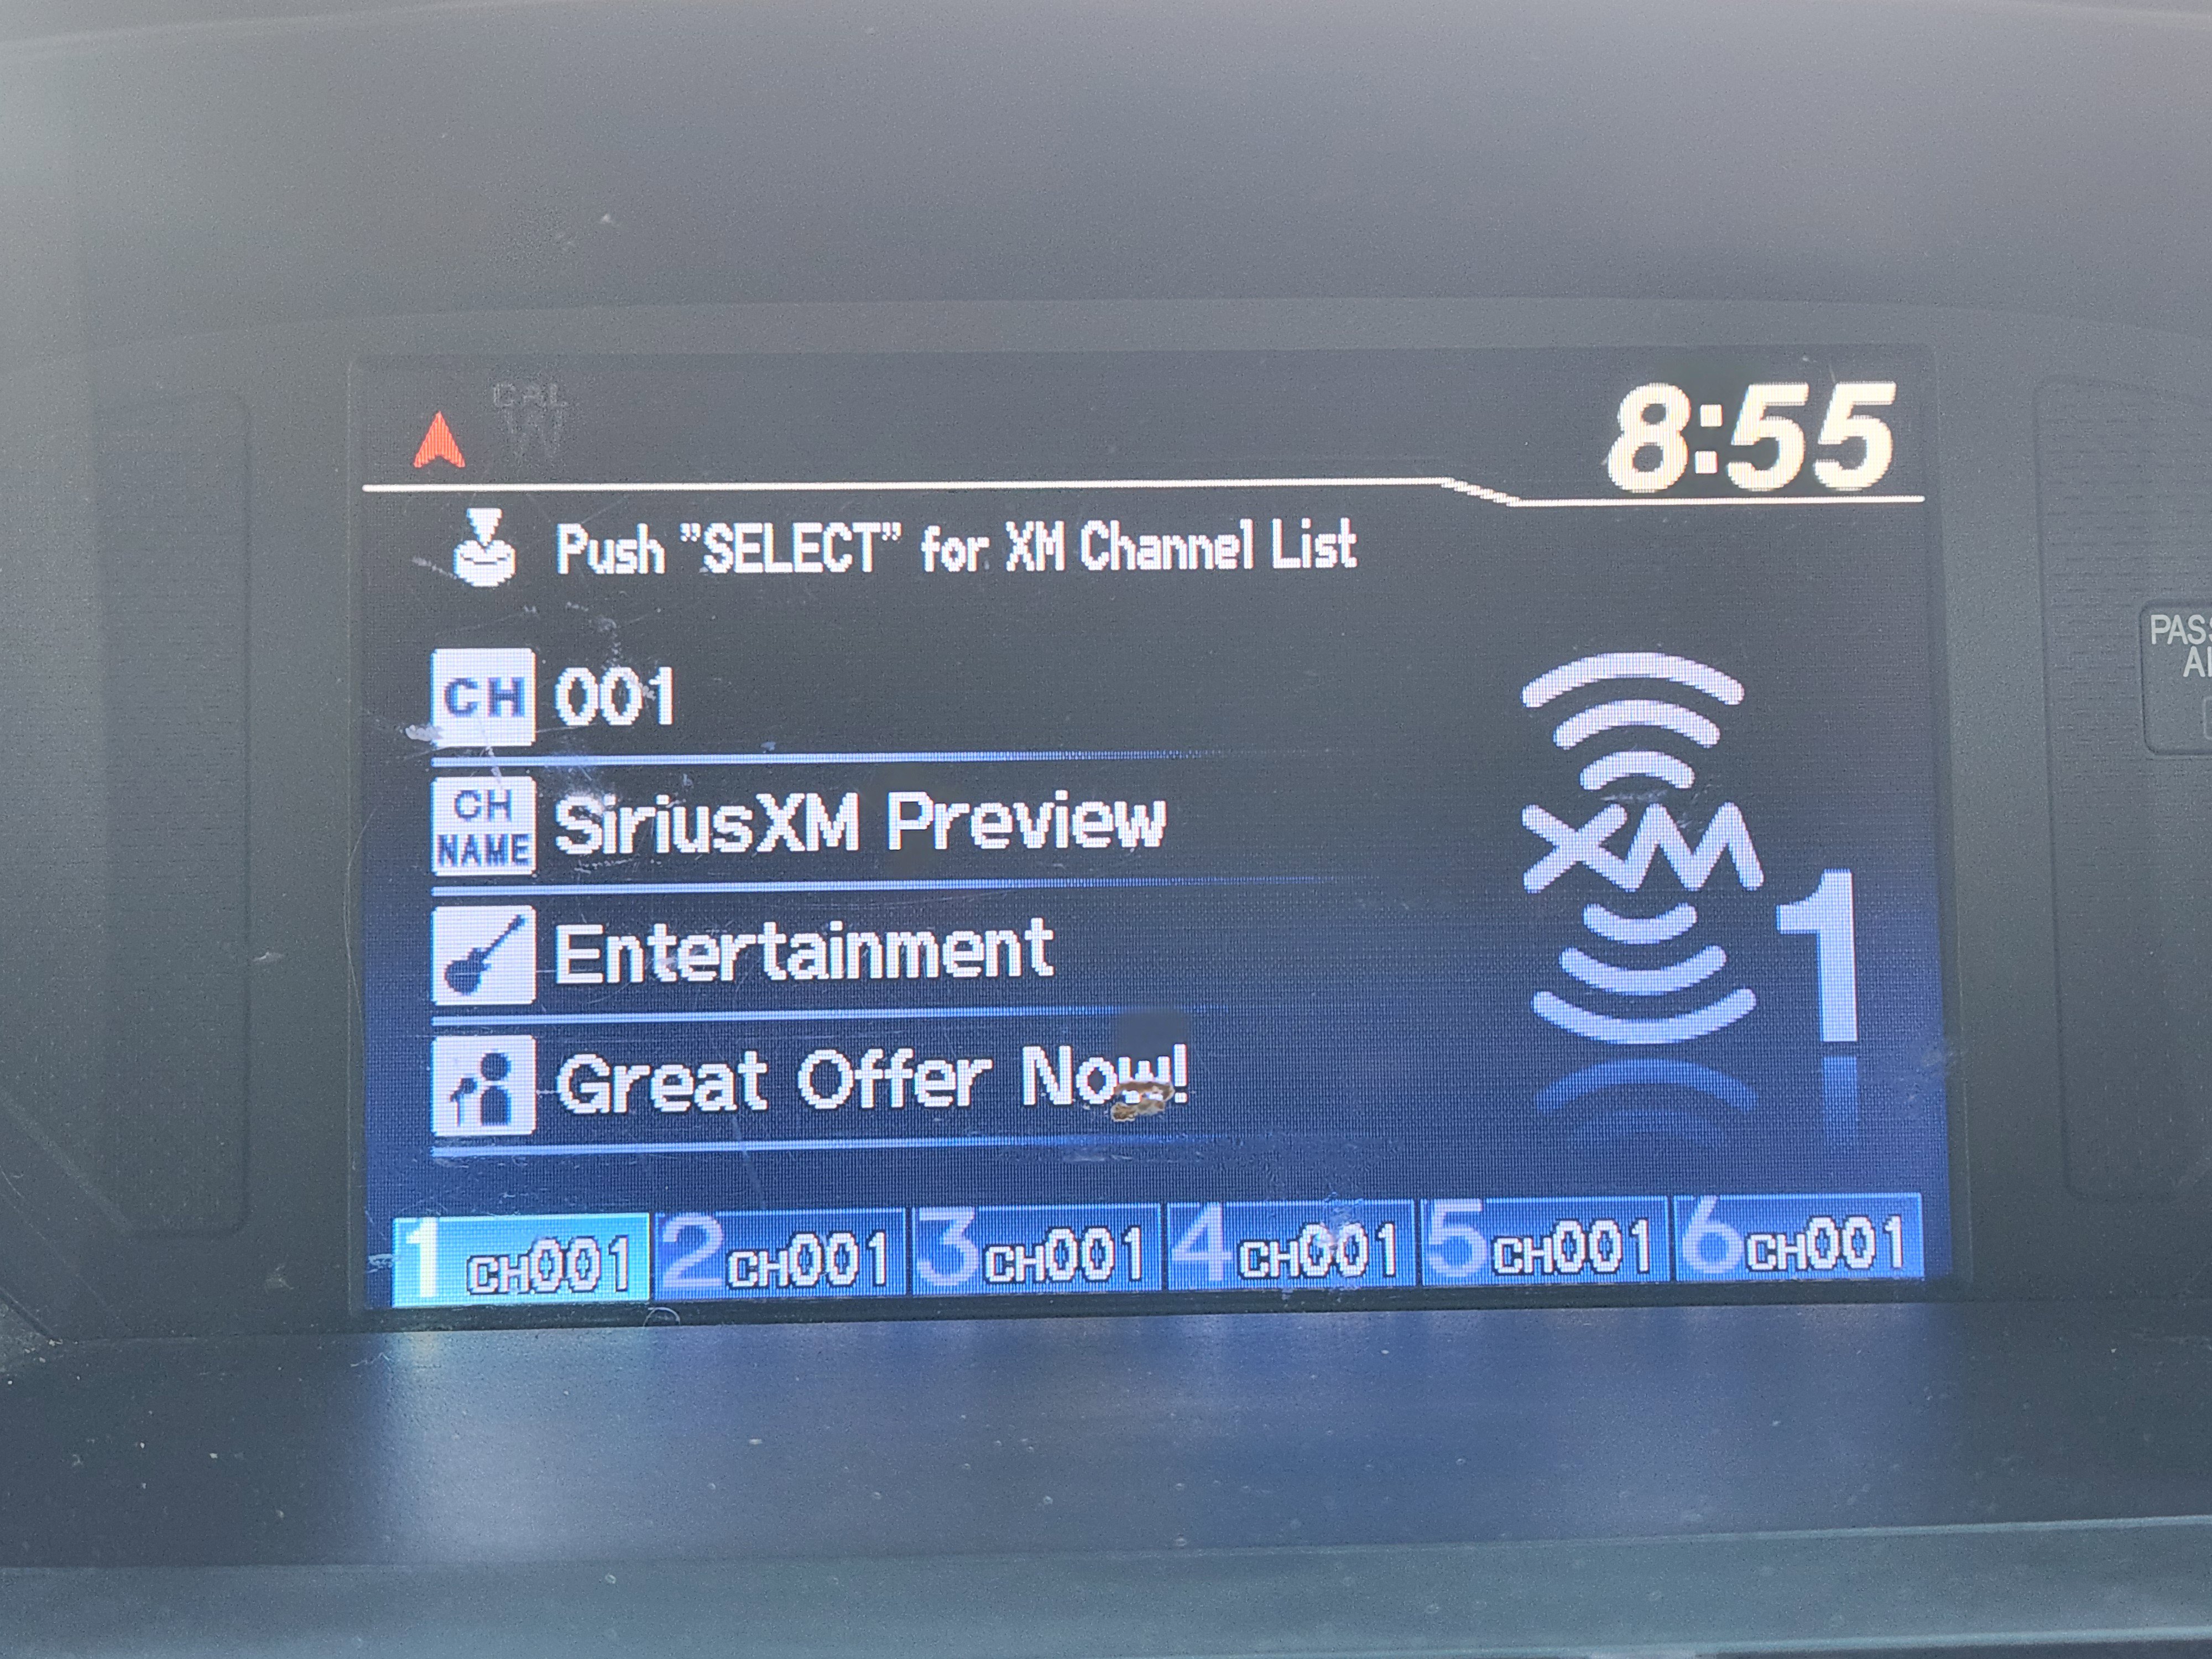 CAL
W
8:55
Push "SELECT" for XM Channel List
CH 001
CH NAME SiriusXM Preview
Entertainment
Great Offer Now!
XM 1
1 CH001 2 CH001 3 CH001 4 CH001 5 CH001 6 CH001